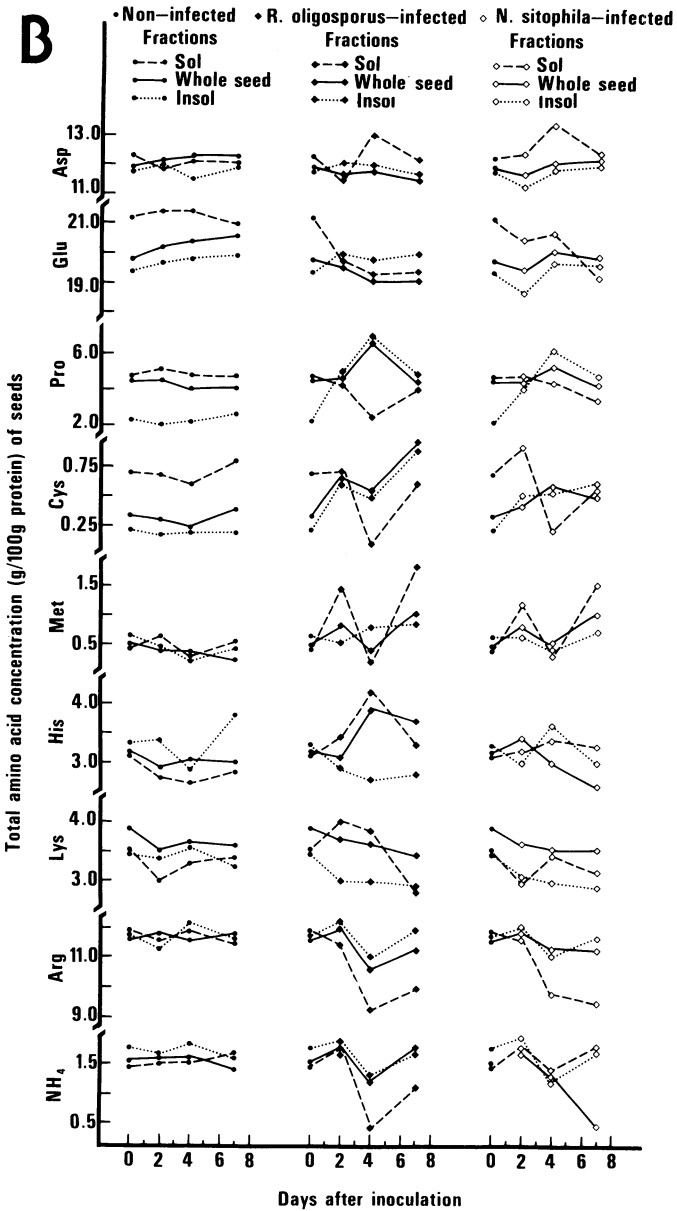 B
Non-infected
Fractions
Sol
Whole seed
Insol
R. oligosporus-infected
Fractions
Sol
Whole seed
Insol
N. sitophila-infected
Fractions
Sol
Whole seed
Insol
Total amino acid concentration (g/100g protein) of seeds
Asp
13.0
11.0
Glu
21.0
19.0
Pro
6.0
2.0
Cys
0.75
0.25
Met
1.5
0.5
His
4.0
3.0
Lys
4.0
3.0
Arg
11.0
9.0
NH4
1.5
0.5
0 2 4 6 8 0 2 4 6 8 0 2 4 6 8
Days after inoculation